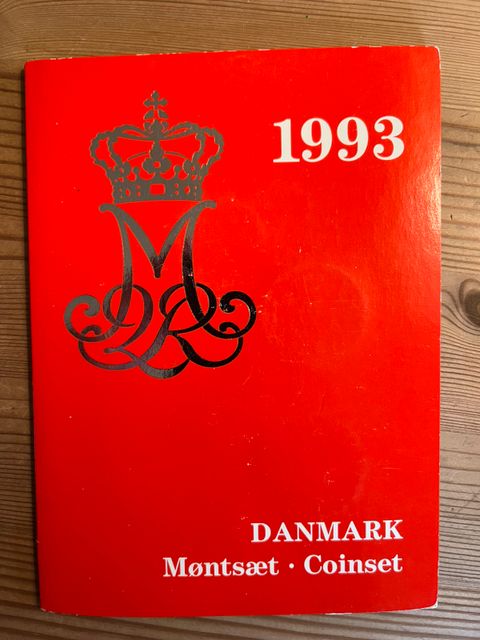 1993
DANMARK
Møntsæt · Coinset